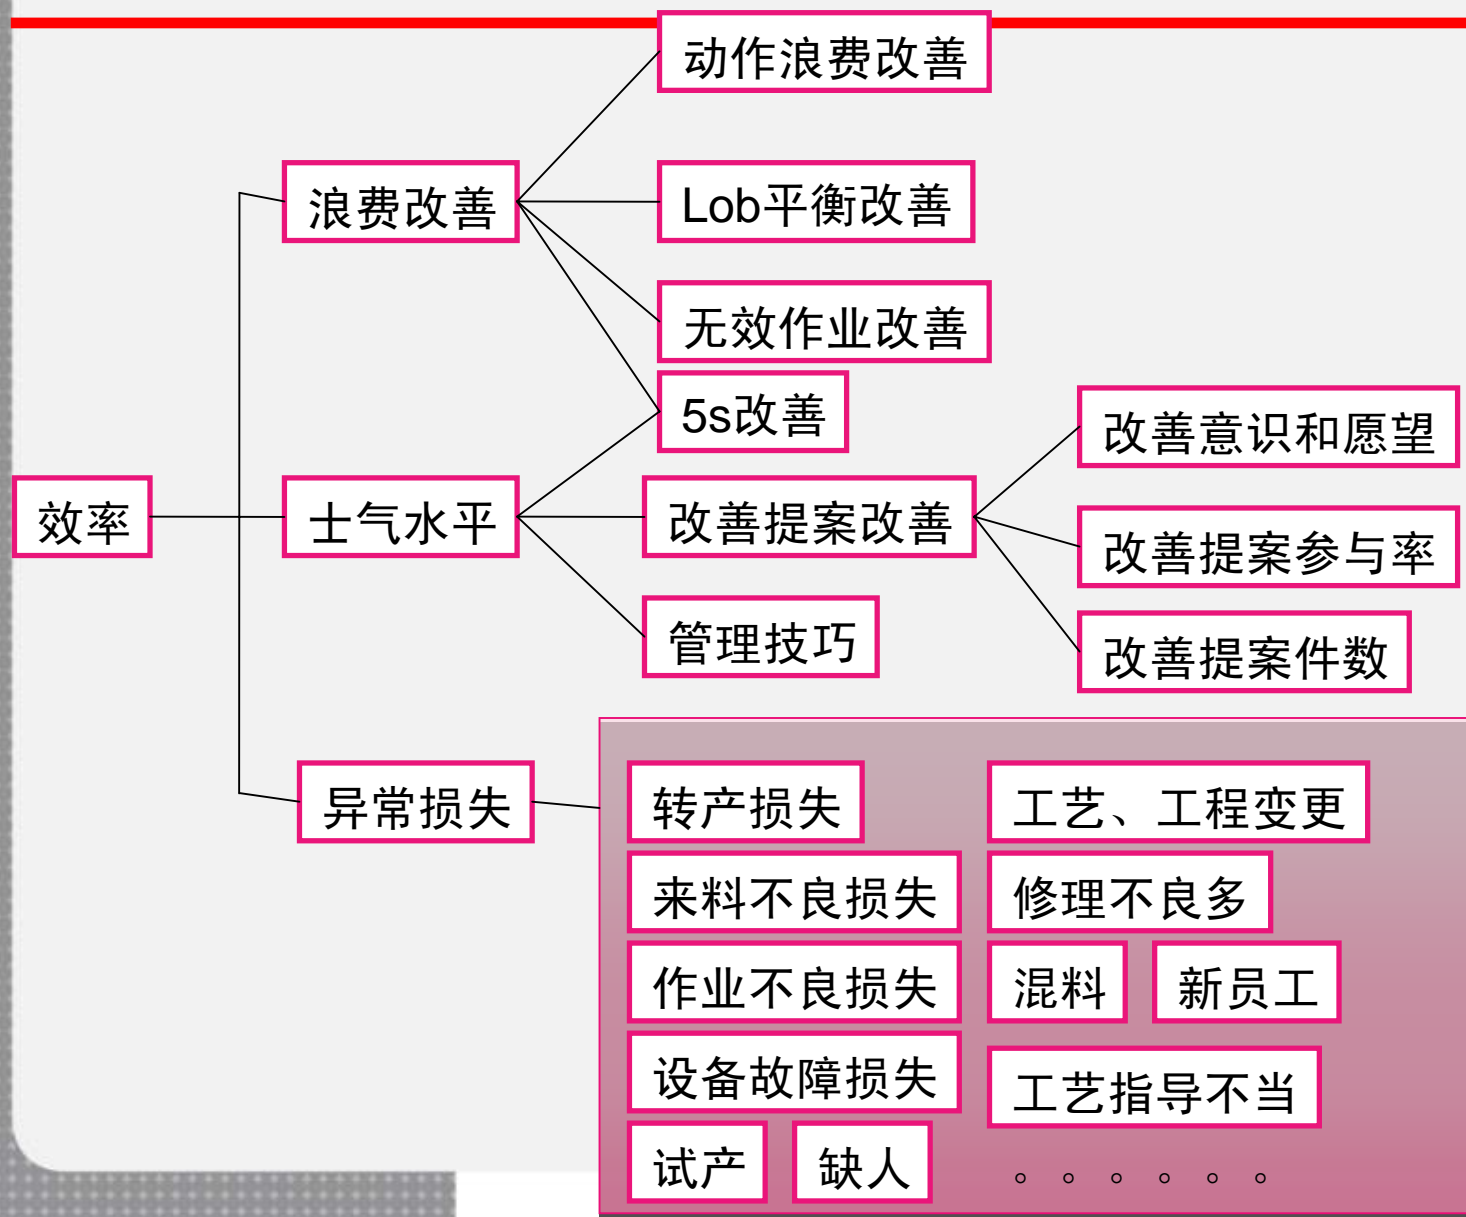 动作浪费改善
浪费改善
Lob平衡改善
无效作业改善
5s改善
改善意识和愿望
效率
士气水平
改善提案改善
改善提案参与率
管理技巧
改善提案件数
异常损失
转产损失
工艺、工程变更
来料不良损失
修理不良多
作业不良损失
混料
新员工
设备故障损失
工艺指导不当
试产
缺人
。。。。。。